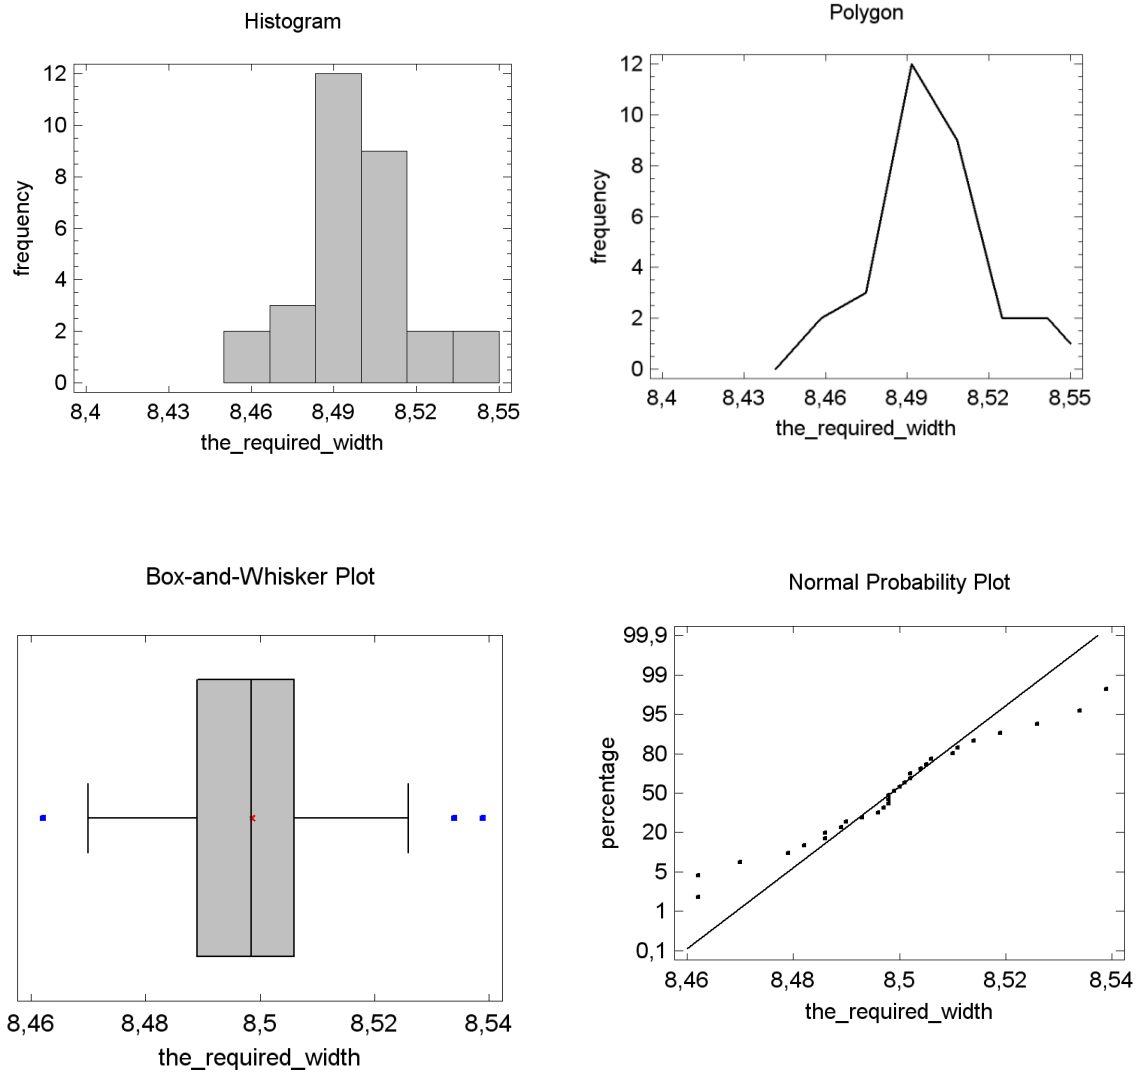 Histogram
frequency
12
10
8
6
4
2
0
8,4 8,43 8,46 8,49 8,52 8,55
the_required_width
Polygon
frequency
12
10
8
6
4
2
0
8,4 8,43 8,46 8,49 8,52 8,55
the_required_width
Box-and-Whisker Plot
8,46 8,48 8,5 8,52 8,54
the_required_width
Normal Probability Plot
percentage
99,9
99
95
80
50
20
5
1
0,1
8,46 8,48 8,5 8,52 8,54
the_required_width